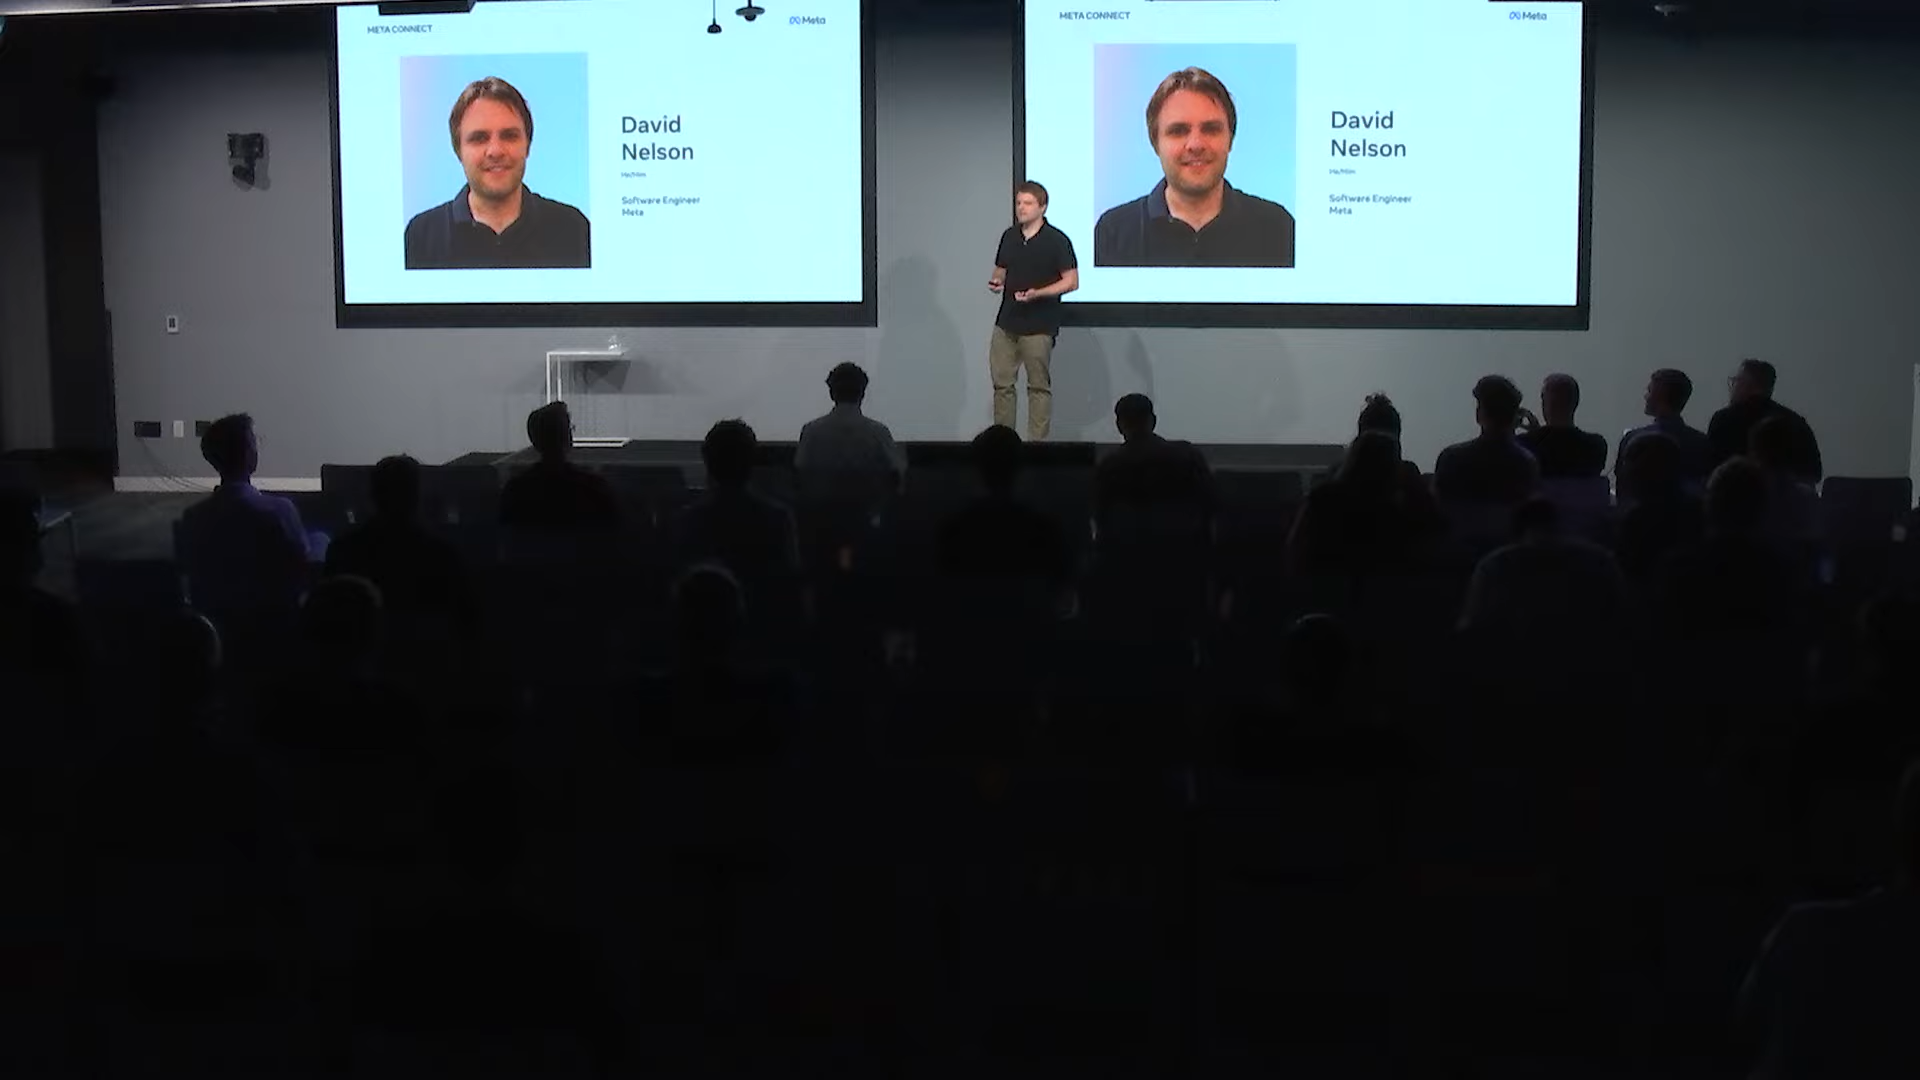 META CONNECT
Meta
David
Nelson
He/Him
Software Engineer
Meta
META CONNECT
Meta
David
Nelson
He/Him
Software Engineer
Meta